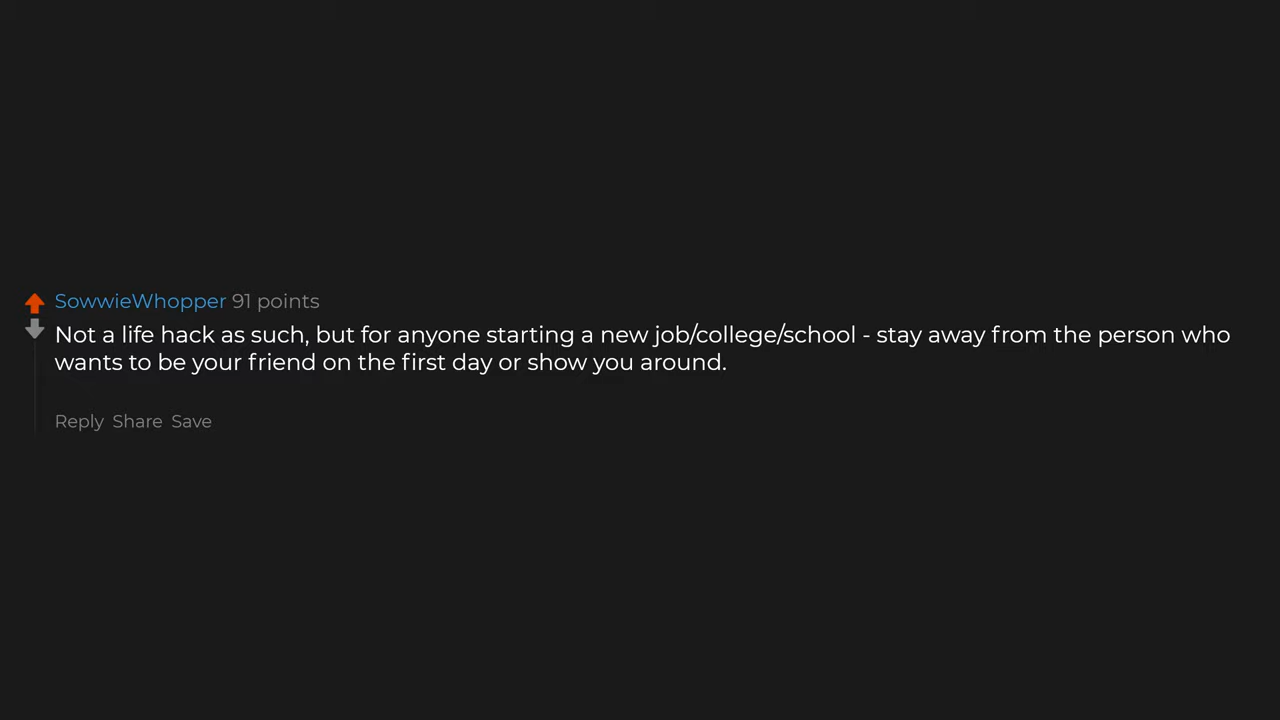 SowwieWhopper 91 points
Not a life hack as such, but for anyone starting a new job/college/school - stay away from the person who
wants to be your friend on the first day or show you around.
Reply Share Save